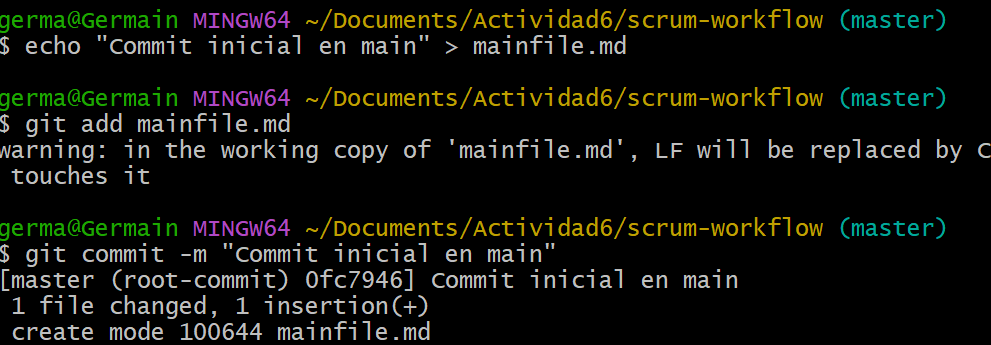 germa@Germain MINGW64 ~/Documents/Actividad6/scrum-workflow (master)
$ echo "Commit inicial en main" > mainfile.md
germa@Germain MINGW64 ~/Documents/Actividad6/scrum-workflow (master)
$ git add mainfile.md
warning: in the working copy of 'mainfile.md', LF will be replaced by C
touches it
germa@Germain MINGW64 ~/Documents/Actividad6/scrum-workflow (master)
$ git commit -m "Commit inicial en main"
[master (root-commit) 0fc7946] Commit inicial en main
1 file changed, 1 insertion(+)
create mode 100644 mainfile.md